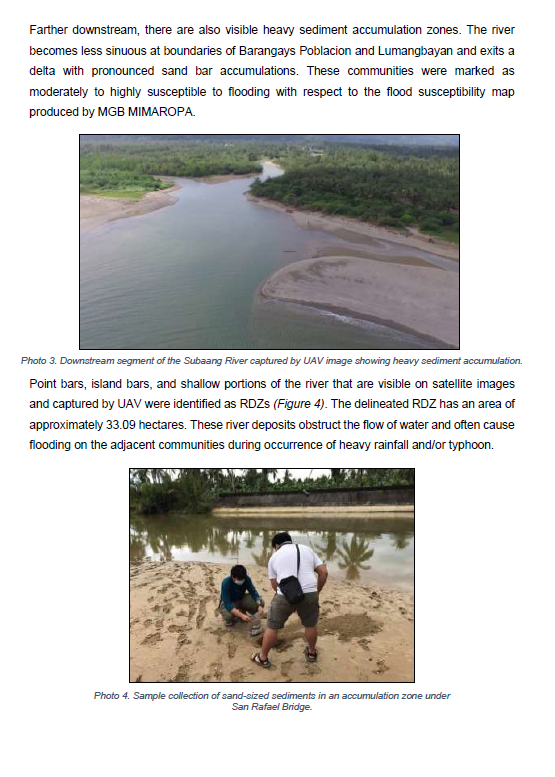 Farther downstream, there are also visible heavy sediment accumulation zones. The river
becomes less sinuous at boundaries of Barangays Poblacion and Lumangbayan and exits a
delta with pronounced sand bar accumulations. These communities were marked as
moderately to highly susceptible to flooding with respect to the flood susceptibility map
produced by MGB MIMAROPA.
Photo 3. Downstream segment of the Subaang River captured by UAV image showing heavy sediment accumulation.
Point bars, island bars, and shallow portions of the river that are visible on satellite images
and captured by UAV were identified as RDZs (Figure 4). The delineated RDZ has an area of
approximately 33.09 hectares. These river deposits obstruct the flow of water and often cause
flooding on the adjacent communities during occurrence of heavy rainfall and/or typhoon.
Photo 4. Sample collection of sand-sized sediments in an accumulation zone under
San Rafael Bridge.